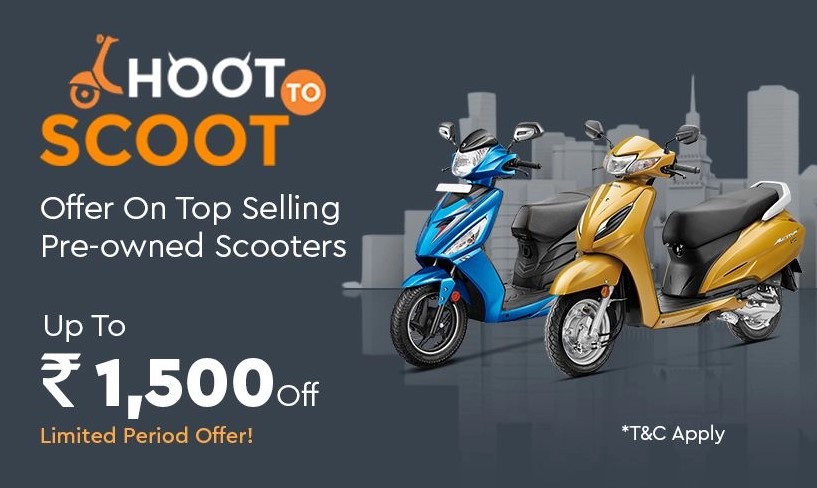 HOOT TO
SCOOT
Offer On Top Selling
Pre-owned Scooters
Up To
₹ 1,500 Off
Limited Period Offer!
*T&C Apply
ACTIVA